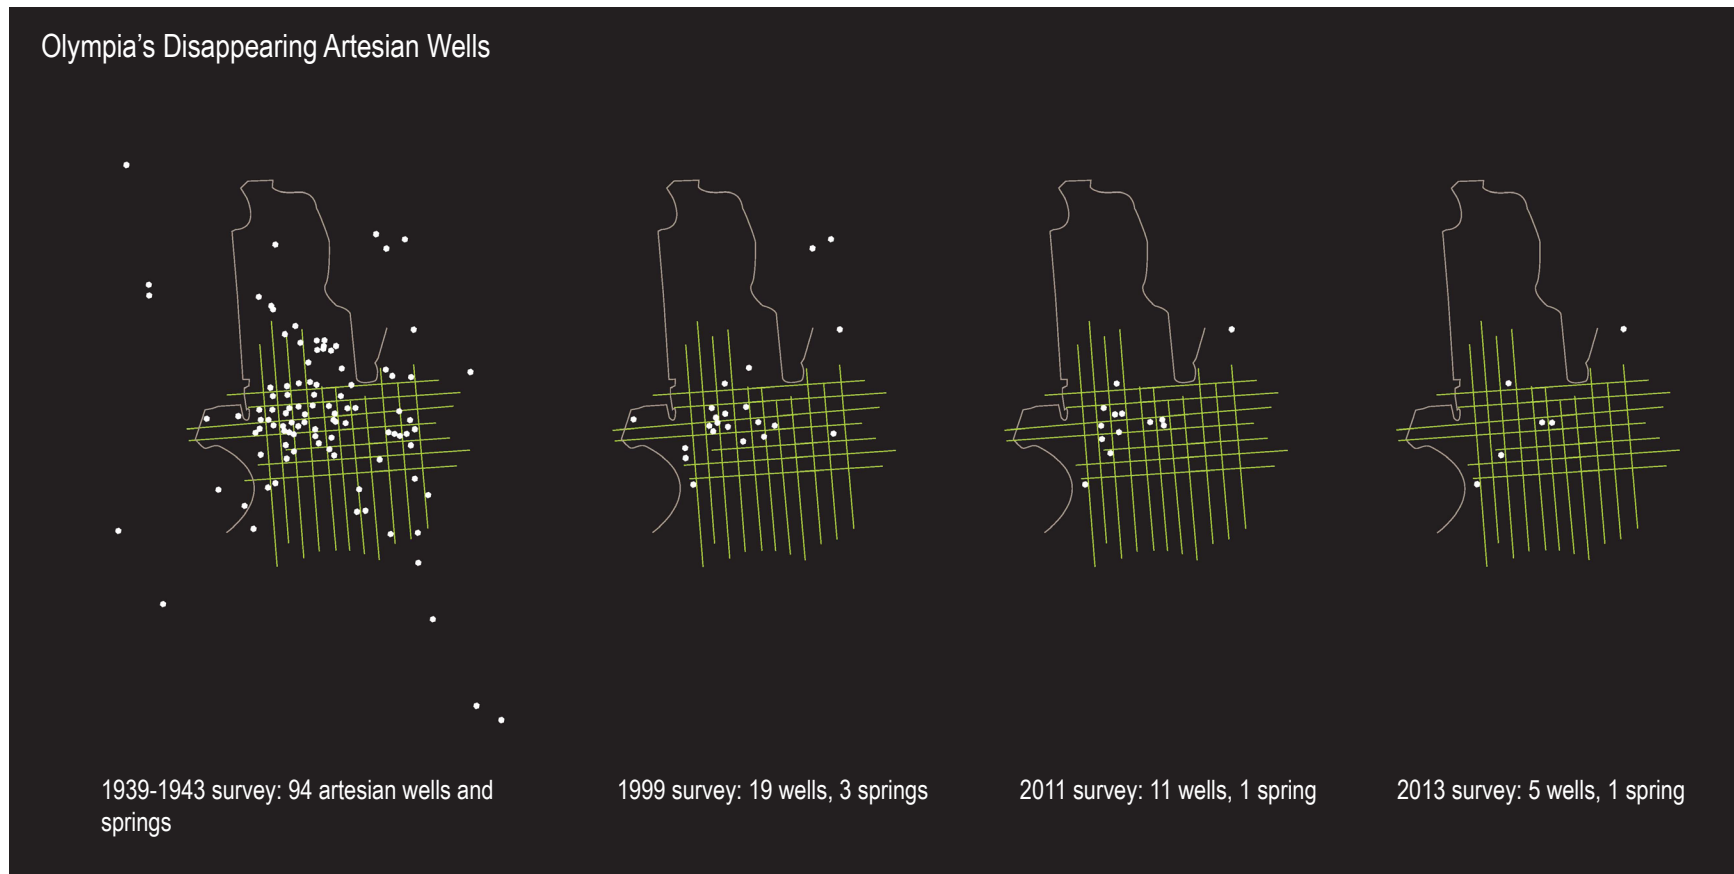 Olympia’s Disappearing Artesian Wells
1939-1943 survey: 94 artesian wells and
springs
1999 survey: 19 wells, 3 springs
2011 survey: 11 wells, 1 spring
2013 survey: 5 wells, 1 spring